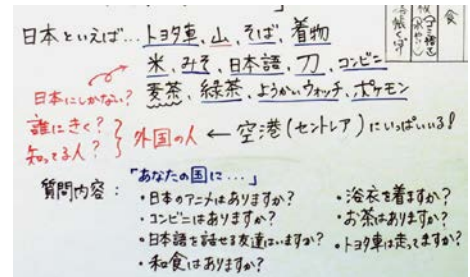 日本といえば… トヨタ車、山、そば、着物
米、みそ、日本語、刀、コンビニ
麦茶、緑茶、ようかいウォッチ、ポケモン
日本にしかない?
誰にきく?
知ってる人?
外国の人 ← 空港(セントレア)にいっぱいいる!
質問内容:「あなたの国に…」
・日本のアニメはありますか?
・コンビニはありますか?
・日本語を話せる友達はいますか?
・和食はありますか?
・浴衣を着ますか?
・お茶はありますか?
・トヨタ車は走ってますか?
食